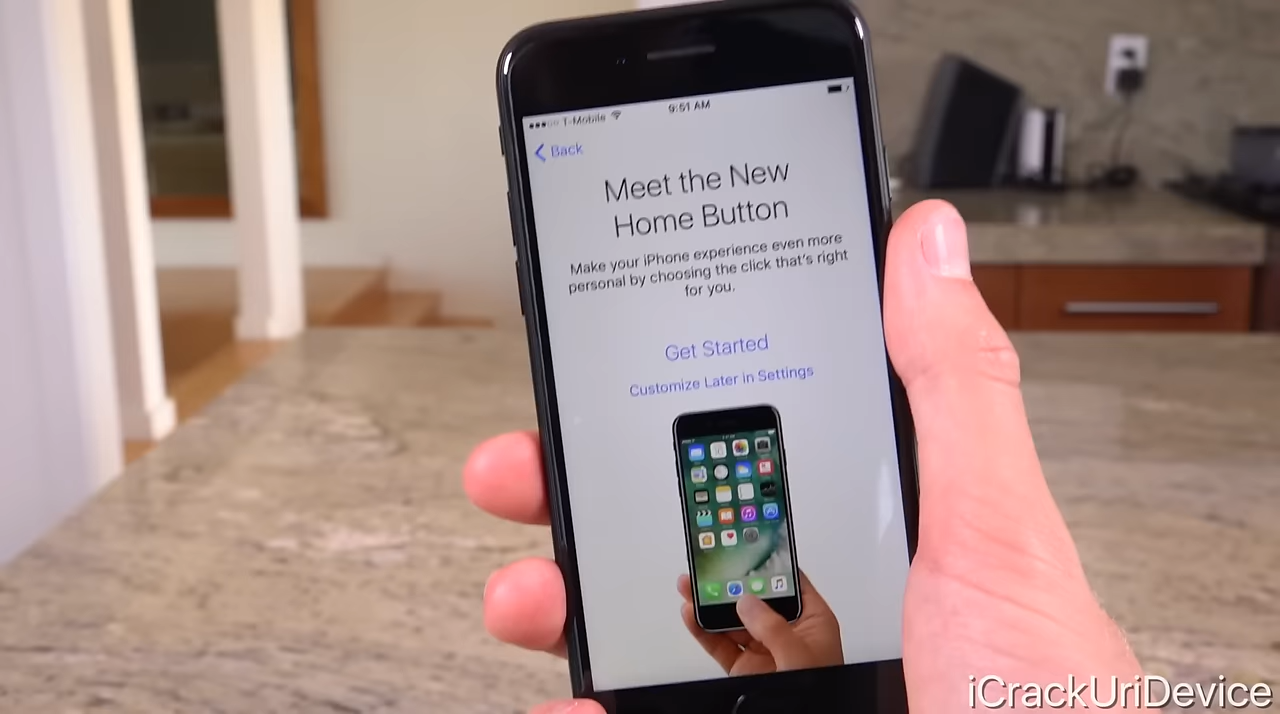 T-Mobile
9:51 AM
Back
Meet the New
Home Button
Make your iPhone experience even more
personal by choosing the click that's right
for you.
Get Started
Customize Later in Settings
iCrackUriDevice